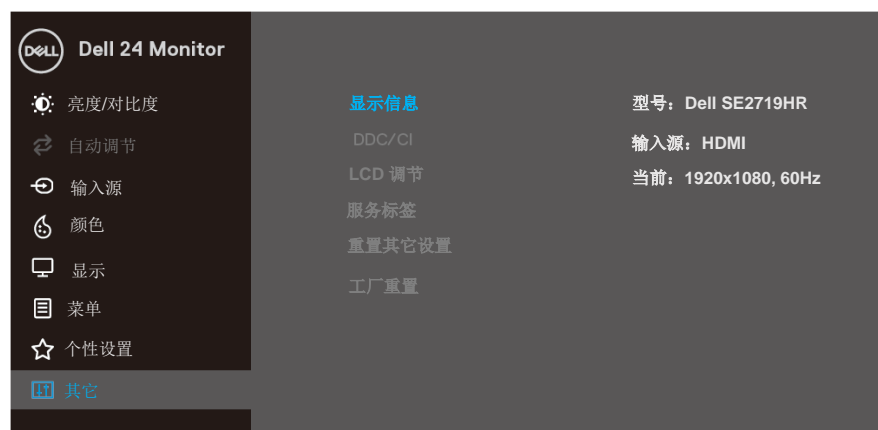 DELL Dell 24 Monitor
亮度/对比度
自动调节
输入源
颜色
显示
菜单
个性设置
其它
显示信息
DDC/CI
LCD 调节
服务标签
重置其它设置
工厂重置
型号：Dell SE2719HR
输入源：HDMI
当前：1920x1080, 60Hz